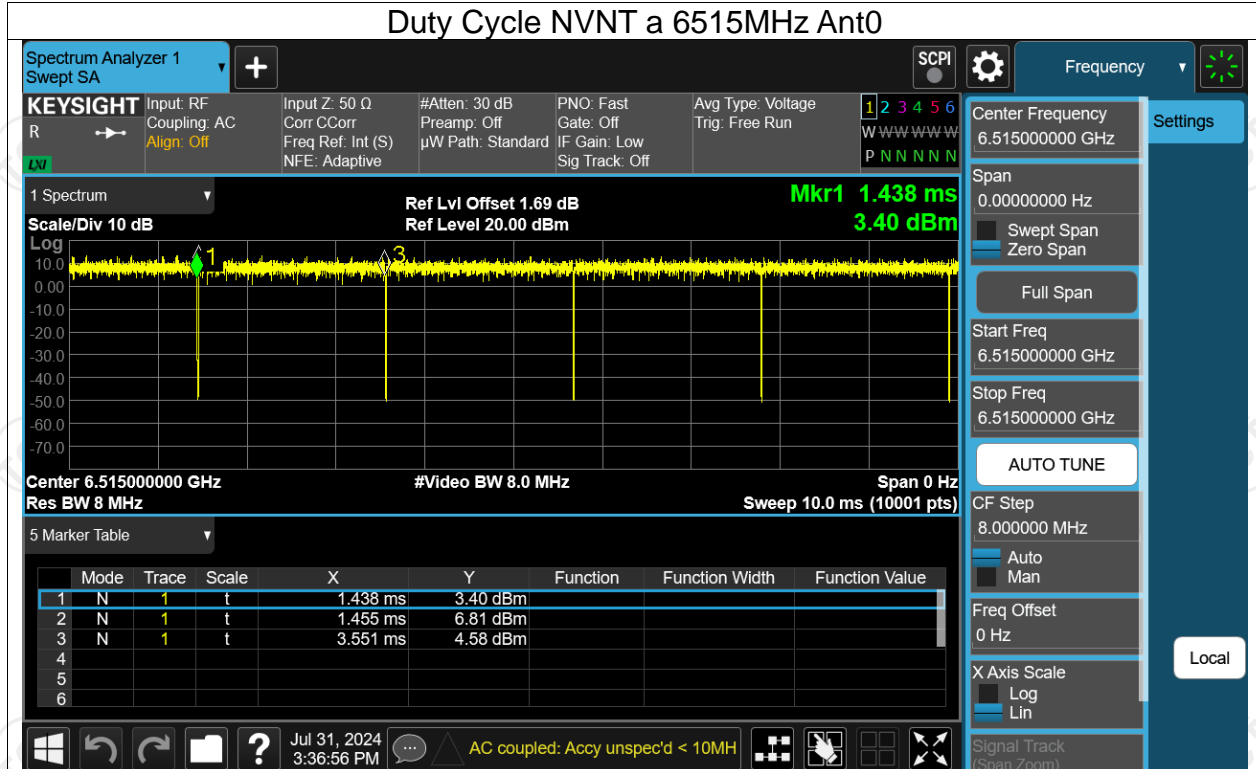 Duty Cycle NVNT a 6515MHz Ant0
Spectrum Analyzer 1
Swept SA
+
SCPI
Frequency
KEYSIGHT
R
LXI
Input: RF
Coupling: AC
Align: Off
Input Z: 50 Ω
Corr CCorr
Freq Ref: Int (S)
NFE: Adaptive
#Atten: 30 dB
Preamp: Off
µW Path: Standard
PNO: Fast
Gate: Off
IF Gain: Low
Sig Track: Off
Avg Type: Voltage
Trig: Free Run
1 2 3 4 5 6
W W W W W W
P N N N N N
1 Spectrum
Scale/Div 10 dB
Ref Lvl Offset 1.69 dB
Ref Level 20.00 dBm
Mkr1 1.438 ms
3.40 dBm
Log
10.0
0.00
-10.0
-20.0
-30.0
-40.0
-50.0
-60.0
-70.0
1
3
Center 6.515000000 GHz
Res BW 8 MHz
#Video BW 8.0 MHz
Span 0 Hz
Sweep 10.0 ms (10001 pts)
5 Marker Table
Mode Trace Scale X Y Function Function Width Function Value
1 N 1 t 1.438 ms 3.40 dBm
2 N 1 t 1.455 ms 6.81 dBm
3 N 1 t 3.551 ms 4.58 dBm
4
5
6
Center Frequency
6.515000000 GHz
Settings
Span
0.00000000 Hz
Swept Span
Zero Span
Full Span
Start Freq
6.515000000 GHz
Stop Freq
6.515000000 GHz
AUTO TUNE
CF Step
8.000000 MHz
Auto
Man
Freq Offset
0 Hz
X Axis Scale
Log
Lin
Local
Signal Track
(Span Zoom)
?
Jul 31, 2024
3:36:56 PM
AC coupled: Accy unspec'd < 10MH